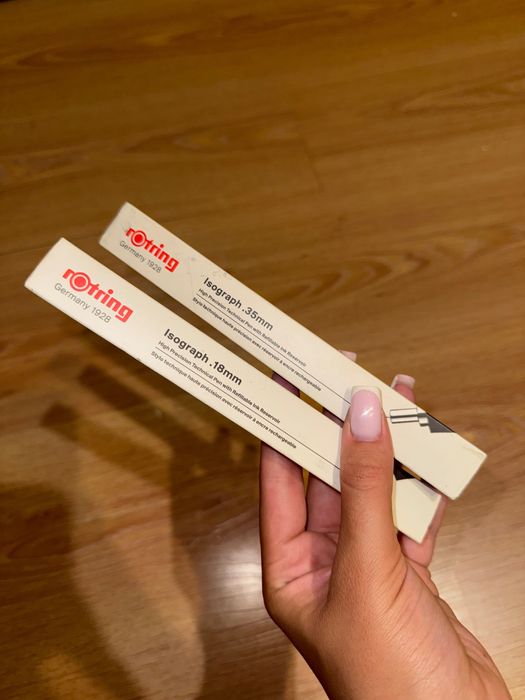 rotring
Germany 1928
Isograph .35mm
High Precision Technical Pen with Refillable Ink Reservoir
Stylo technique haute précision avec réservoir à encre rechargeable
rotring
Germany 1928
Isograph .18mm
High Precision Technical Pen with Refillable Ink Reservoir
Stylo technique haute précision avec réservoir à encre rechargeable